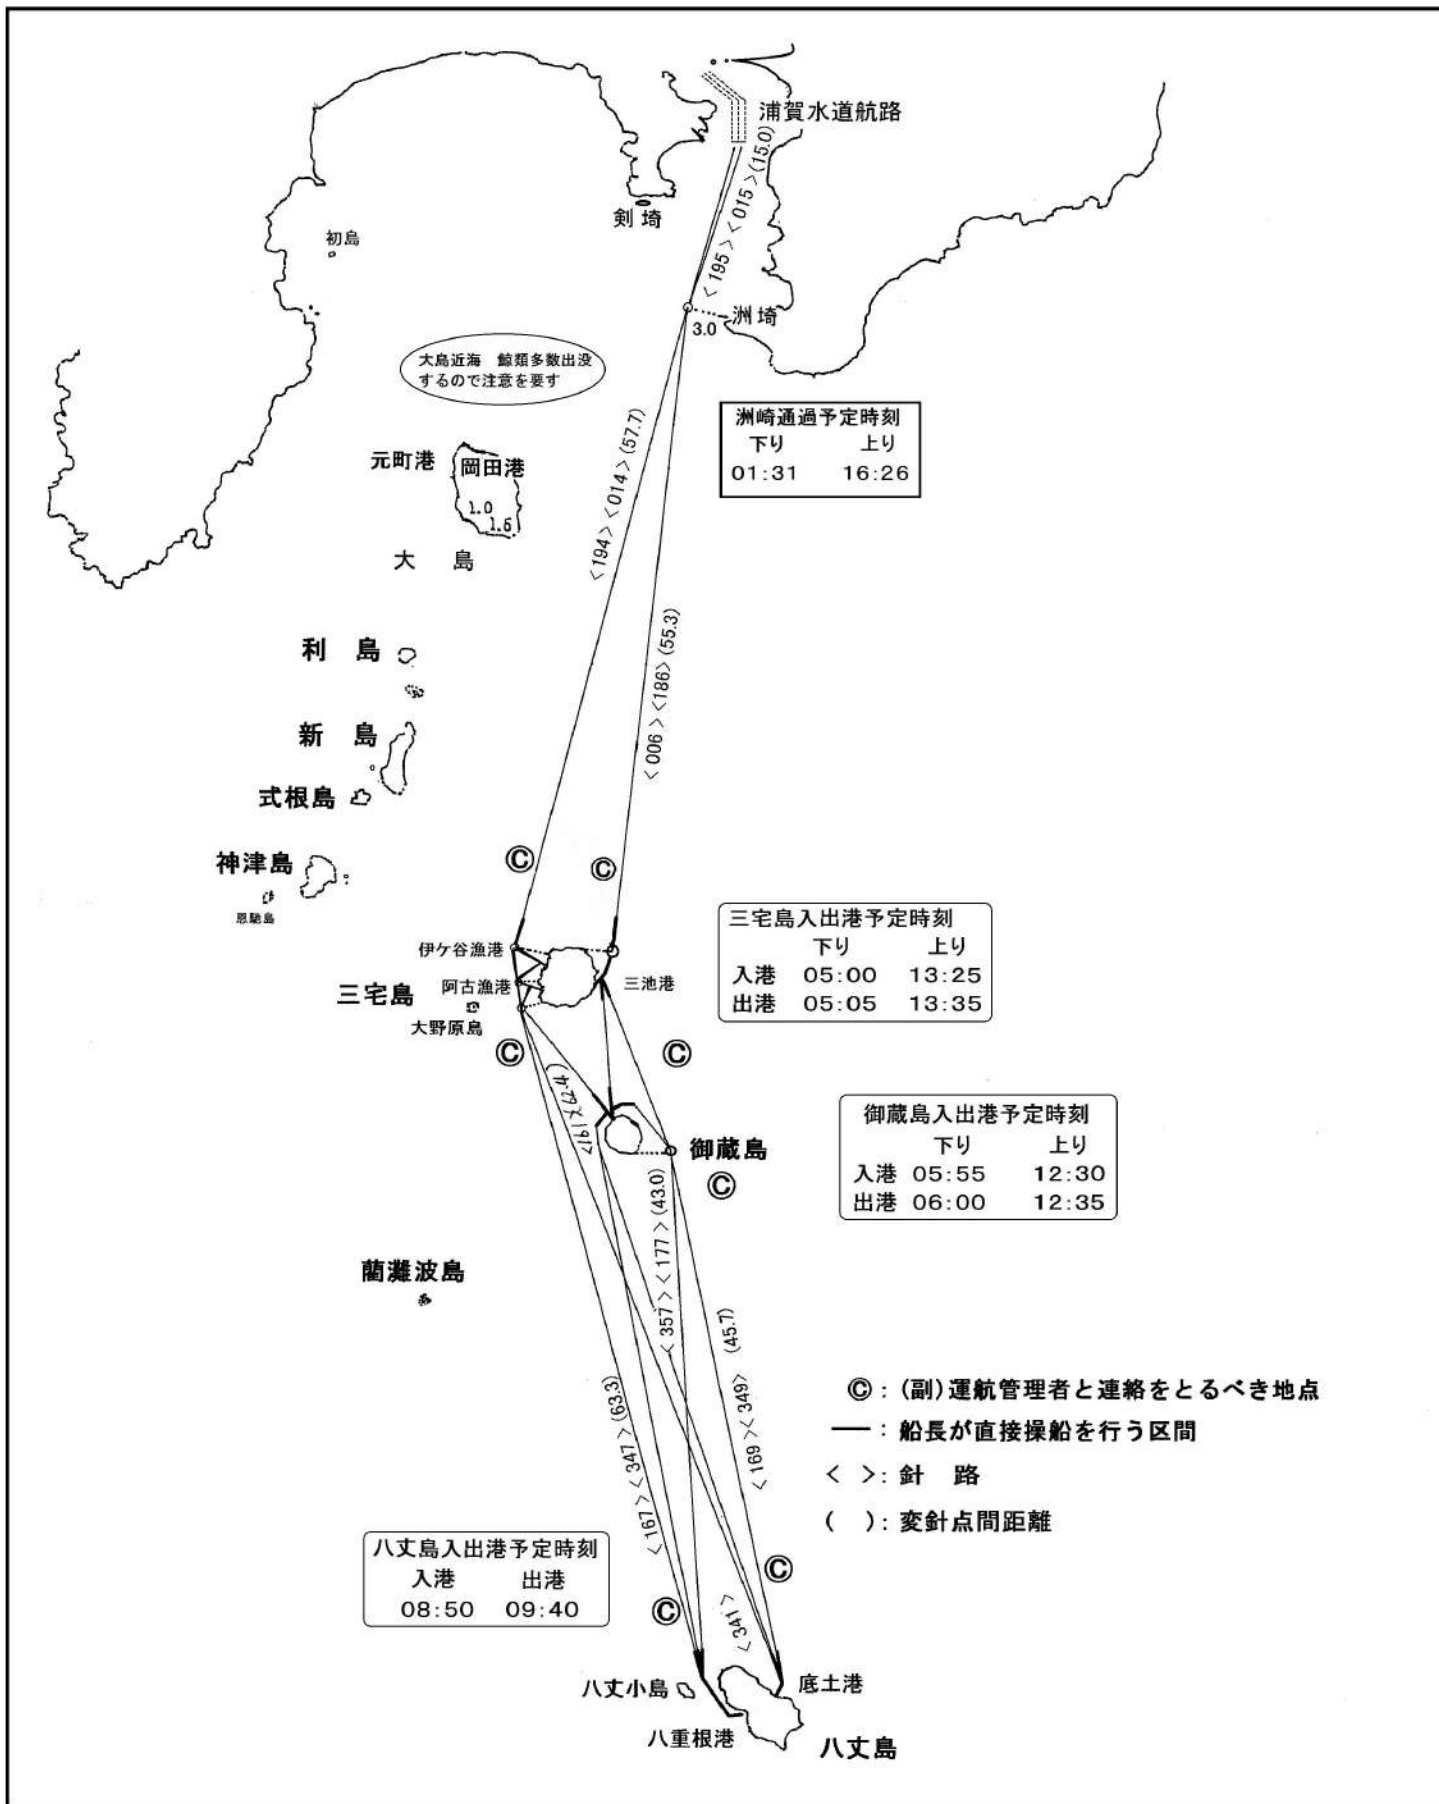 浦賀水道航路
<195><015>(15.0)
剣埼
初島
洲埼
3.0
大島近海 鯨類多数出没
するので注意を要す
洲崎通過予定時刻
下り 上り
01:31 16:26
<194><014>(57.7)
元町港
岡田港
1.0
1.5
大 島
<006><186>(55.3)
利 島
新 島
式根島
神津島
恩馳島
Ⓒ
Ⓒ
三宅島入出港予定時刻
下り 上り
入港 05:00 13:25
出港 05:05 13:35
伊ケ谷漁港
三宅島
阿古漁港
三池港
大野原島
Ⓒ
Ⓒ
<161>(62.4)
御蔵島入出港予定時刻
下り 上り
入港 05:55 12:30
出港 06:00 12:35
御蔵島
Ⓒ
<357><177>(43.0)
藺灘波島
<169><349> (45.7)
<167><347>(63.3)
Ⓒ:(副)運航管理者と連絡をとるべき地点
━━:船長が直接操船を行う区間
< >:針 路
( ):変針点間距離
八丈島入出港予定時刻
入港 出港
08:50 09:40
Ⓒ
Ⓒ
<341>
八丈小島
底土港
八重根港
八丈島